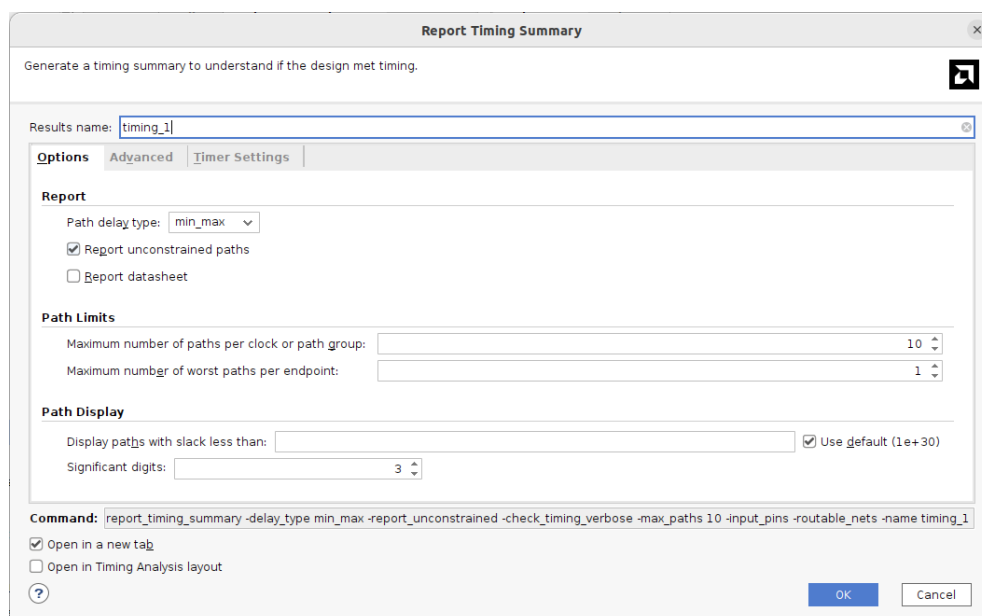 Report Timing Summary
Generate a timing summary to understand if the design met timing.
Results name: timing_1
Options Advanced Timer Settings
Report
Path delay type: min_max
Report unconstrained paths
Report datasheet
Path Limits
Maximum number of paths per clock or path group: 10
Maximum number of worst paths per endpoint: 1
Path Display
Display paths with slack less than: Use default (1e+30)
Significant digits: 3
Command: report_timing_summary -delay_type min_max -report_unconstrained -check_timing_verbose -max_paths 10 -input_pins -routable_nets -name timing_1
Open in a new tab
Open in Timing Analysis layout
? OK Cancel